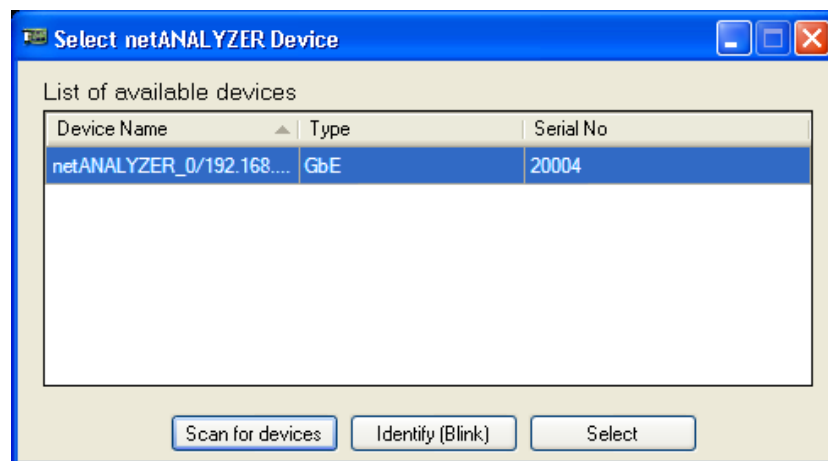 Select netANALYZER Device
List of available devices
Device Name Type Serial No
netANALYZER_0/192.168.... GbE 20004
Scan for devices Identify (Blink) Select